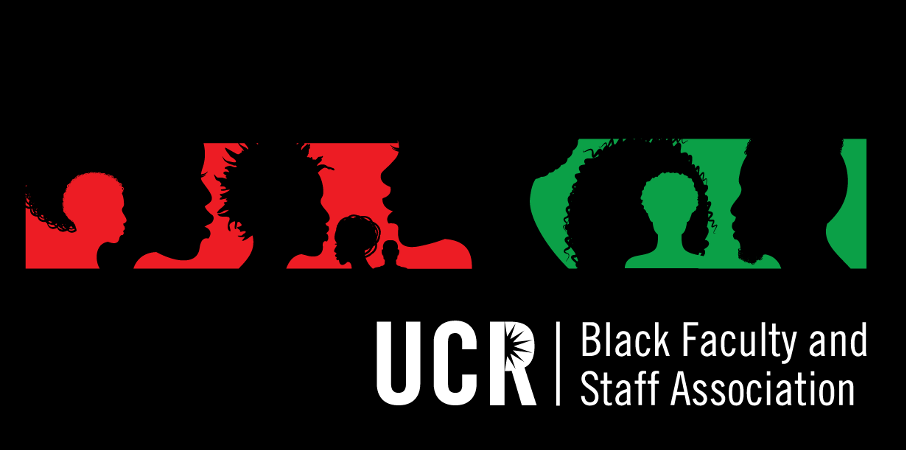 UCR
Black Faculty and
Staff Association